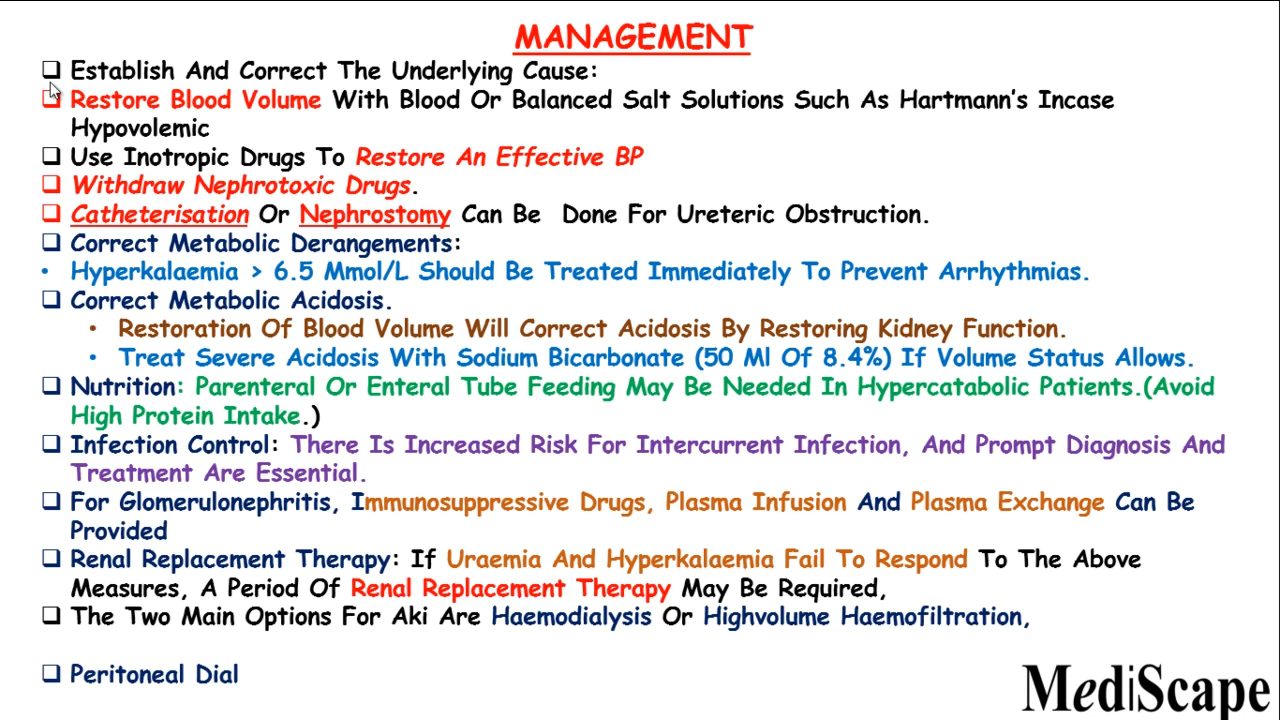 MANAGEMENT
Establish And Correct The Underlying Cause:
Restore Blood Volume With Blood Or Balanced Salt Solutions Such As Hartmann's Incase
Hypovolemic
Use Inotropic Drugs To Restore An Effective BP
Withdraw Nephrotoxic Drugs.
Catheterisation Or Nephrostomy Can Be Done For Ureteric Obstruction.
Correct Metabolic Derangements:
• Hyperkalaemia > 6.5 Mmol/L Should Be Treated Immediately To Prevent Arrhythmias.
Correct Metabolic Acidosis.
• Restoration Of Blood Volume Will Correct Acidosis By Restoring Kidney Function.
• Treat Severe Acidosis With Sodium Bicarbonate (50 Ml Of 8.4%) If Volume Status Allows.
Nutrition: Parenteral Or Enteral Tube Feeding May Be Needed In Hypercatabolic Patients.(Avoid
High Protein Intake.)
Infection Control: There Is Increased Risk For Intercurrent Infection, And Prompt Diagnosis And
Treatment Are Essential.
For Glomerulonephritis, Immunosuppressive Drugs, Plasma Infusion And Plasma Exchange Can Be
Provided
Renal Replacement Therapy: If Uraemia And Hyperkalaemia Fail To Respond To The Above
Measures, A Period Of Renal Replacement Therapy May Be Required,
The Two Main Options For Aki Are Haemodialysis Or Highvolume Haemofiltration,
Peritoneal Dial
MediScape